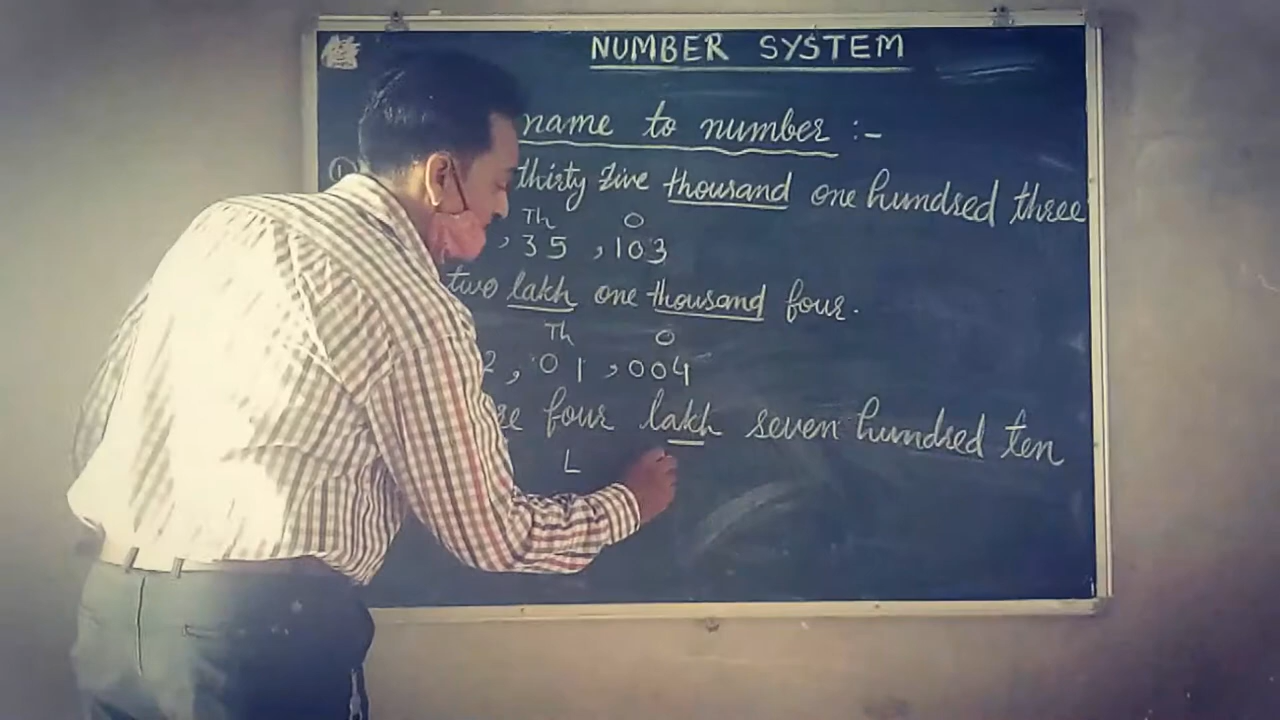 NUMBER SYSTEM
name to number :-
① thirty five thousand one hundred three
Th O
, 35 , 103
two lakh one thousand four.
Th O
2 , 01 , 004
four lakh seven hundred ten
L